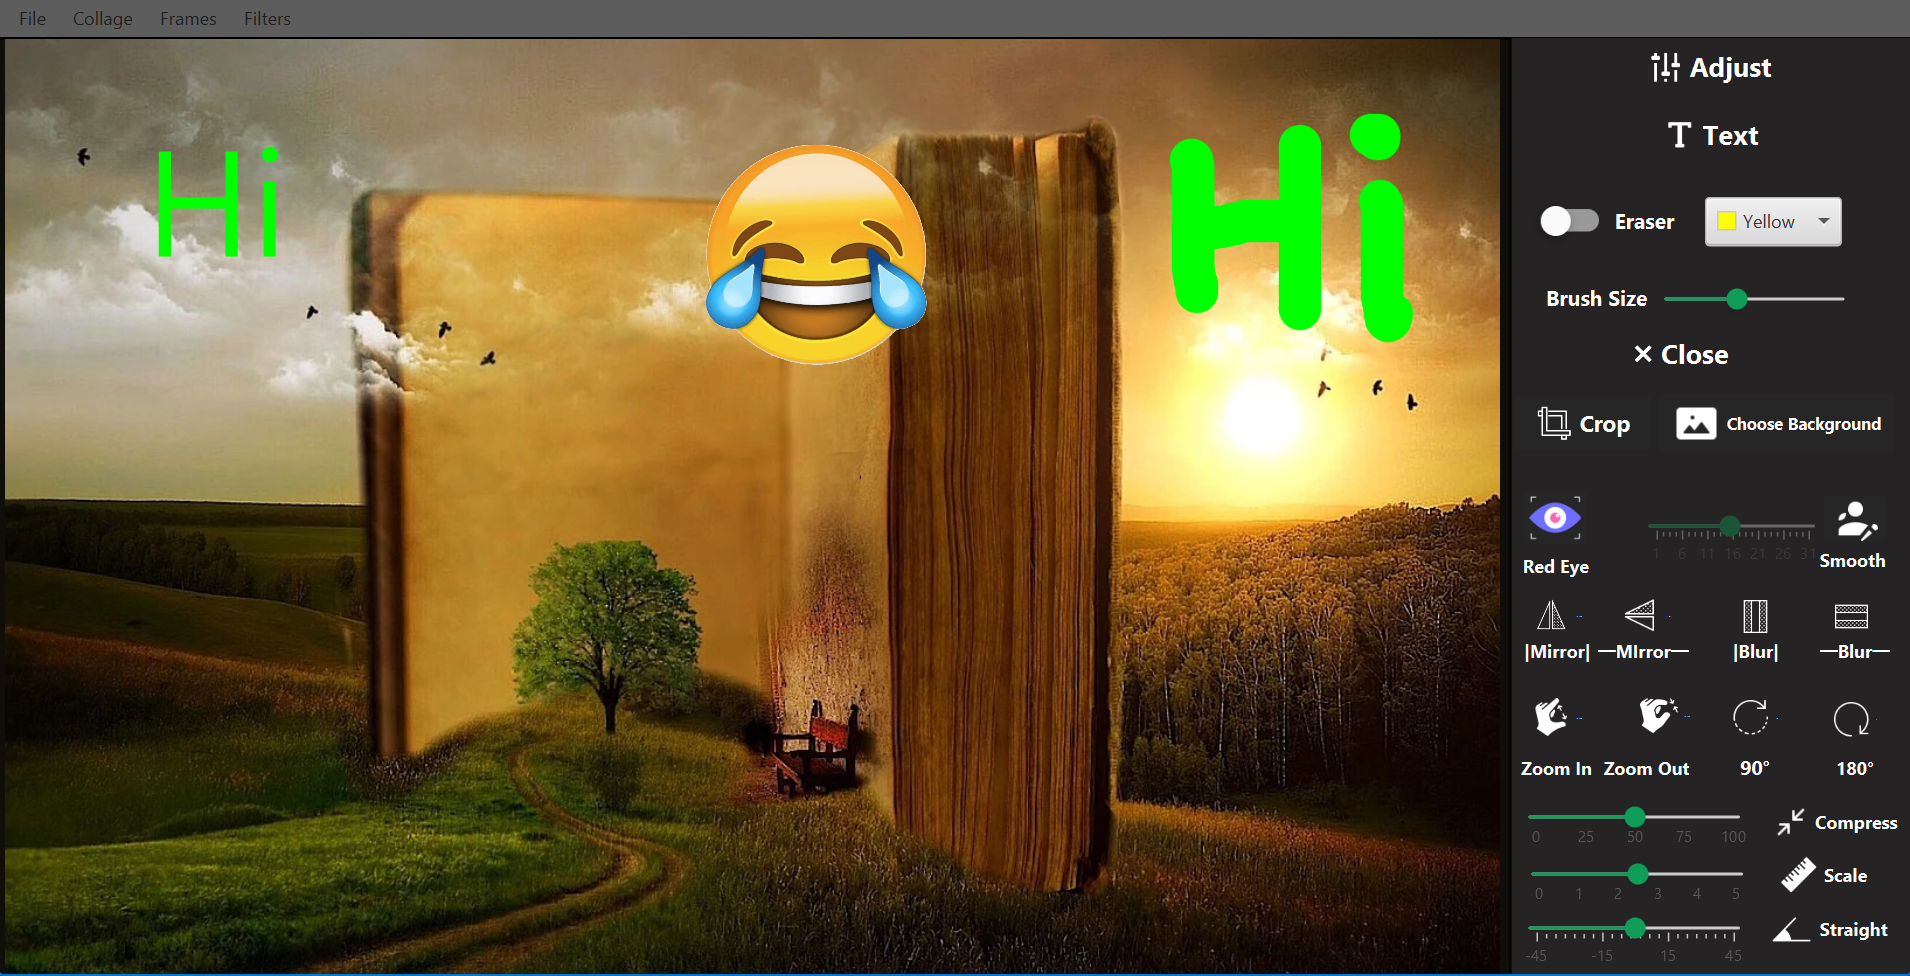 File Collage Frames Filters
Adjust
Text
Hi
Hi
Eraser Yellow
Brush Size
Close
Crop Choose Background
1 6 11 16 21 26 31
Red Eye Smooth
|Mirror| —MIrror— |Blur| —Blur—
Zoom In Zoom Out 90° 180°
Compress
0 25 50 75 100
Scale
0 1 2 3 4 5
Straight
-45 -15 15 45